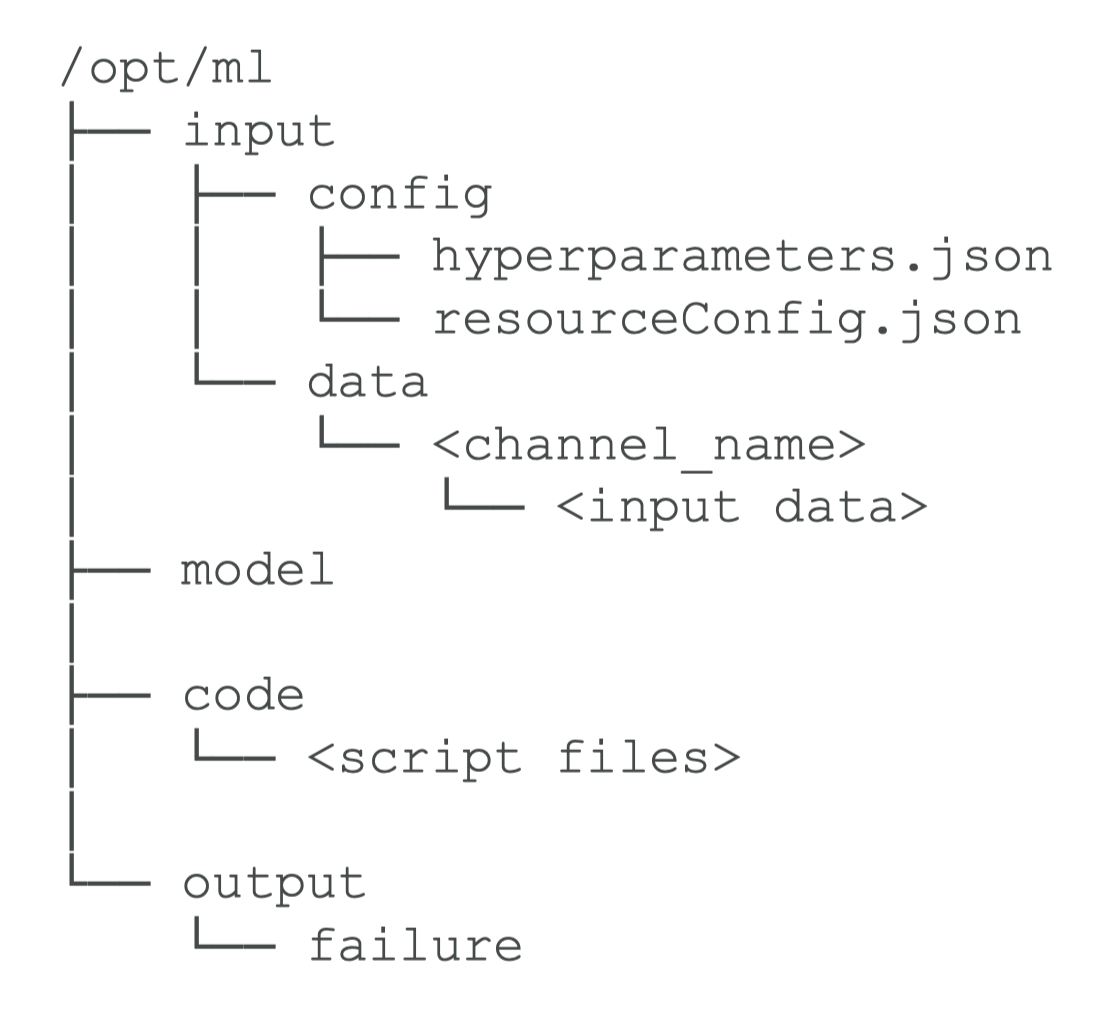 /opt/ml
├── input
│   ├── config
│   │   ├── hyperparameters.json
│   │   └── resourceConfig.json
│   └── data
│       └── <channel_name>
│           └── <input data>
├── model
│
├── code
│   └── <script files>
│
└── output
    └── failure